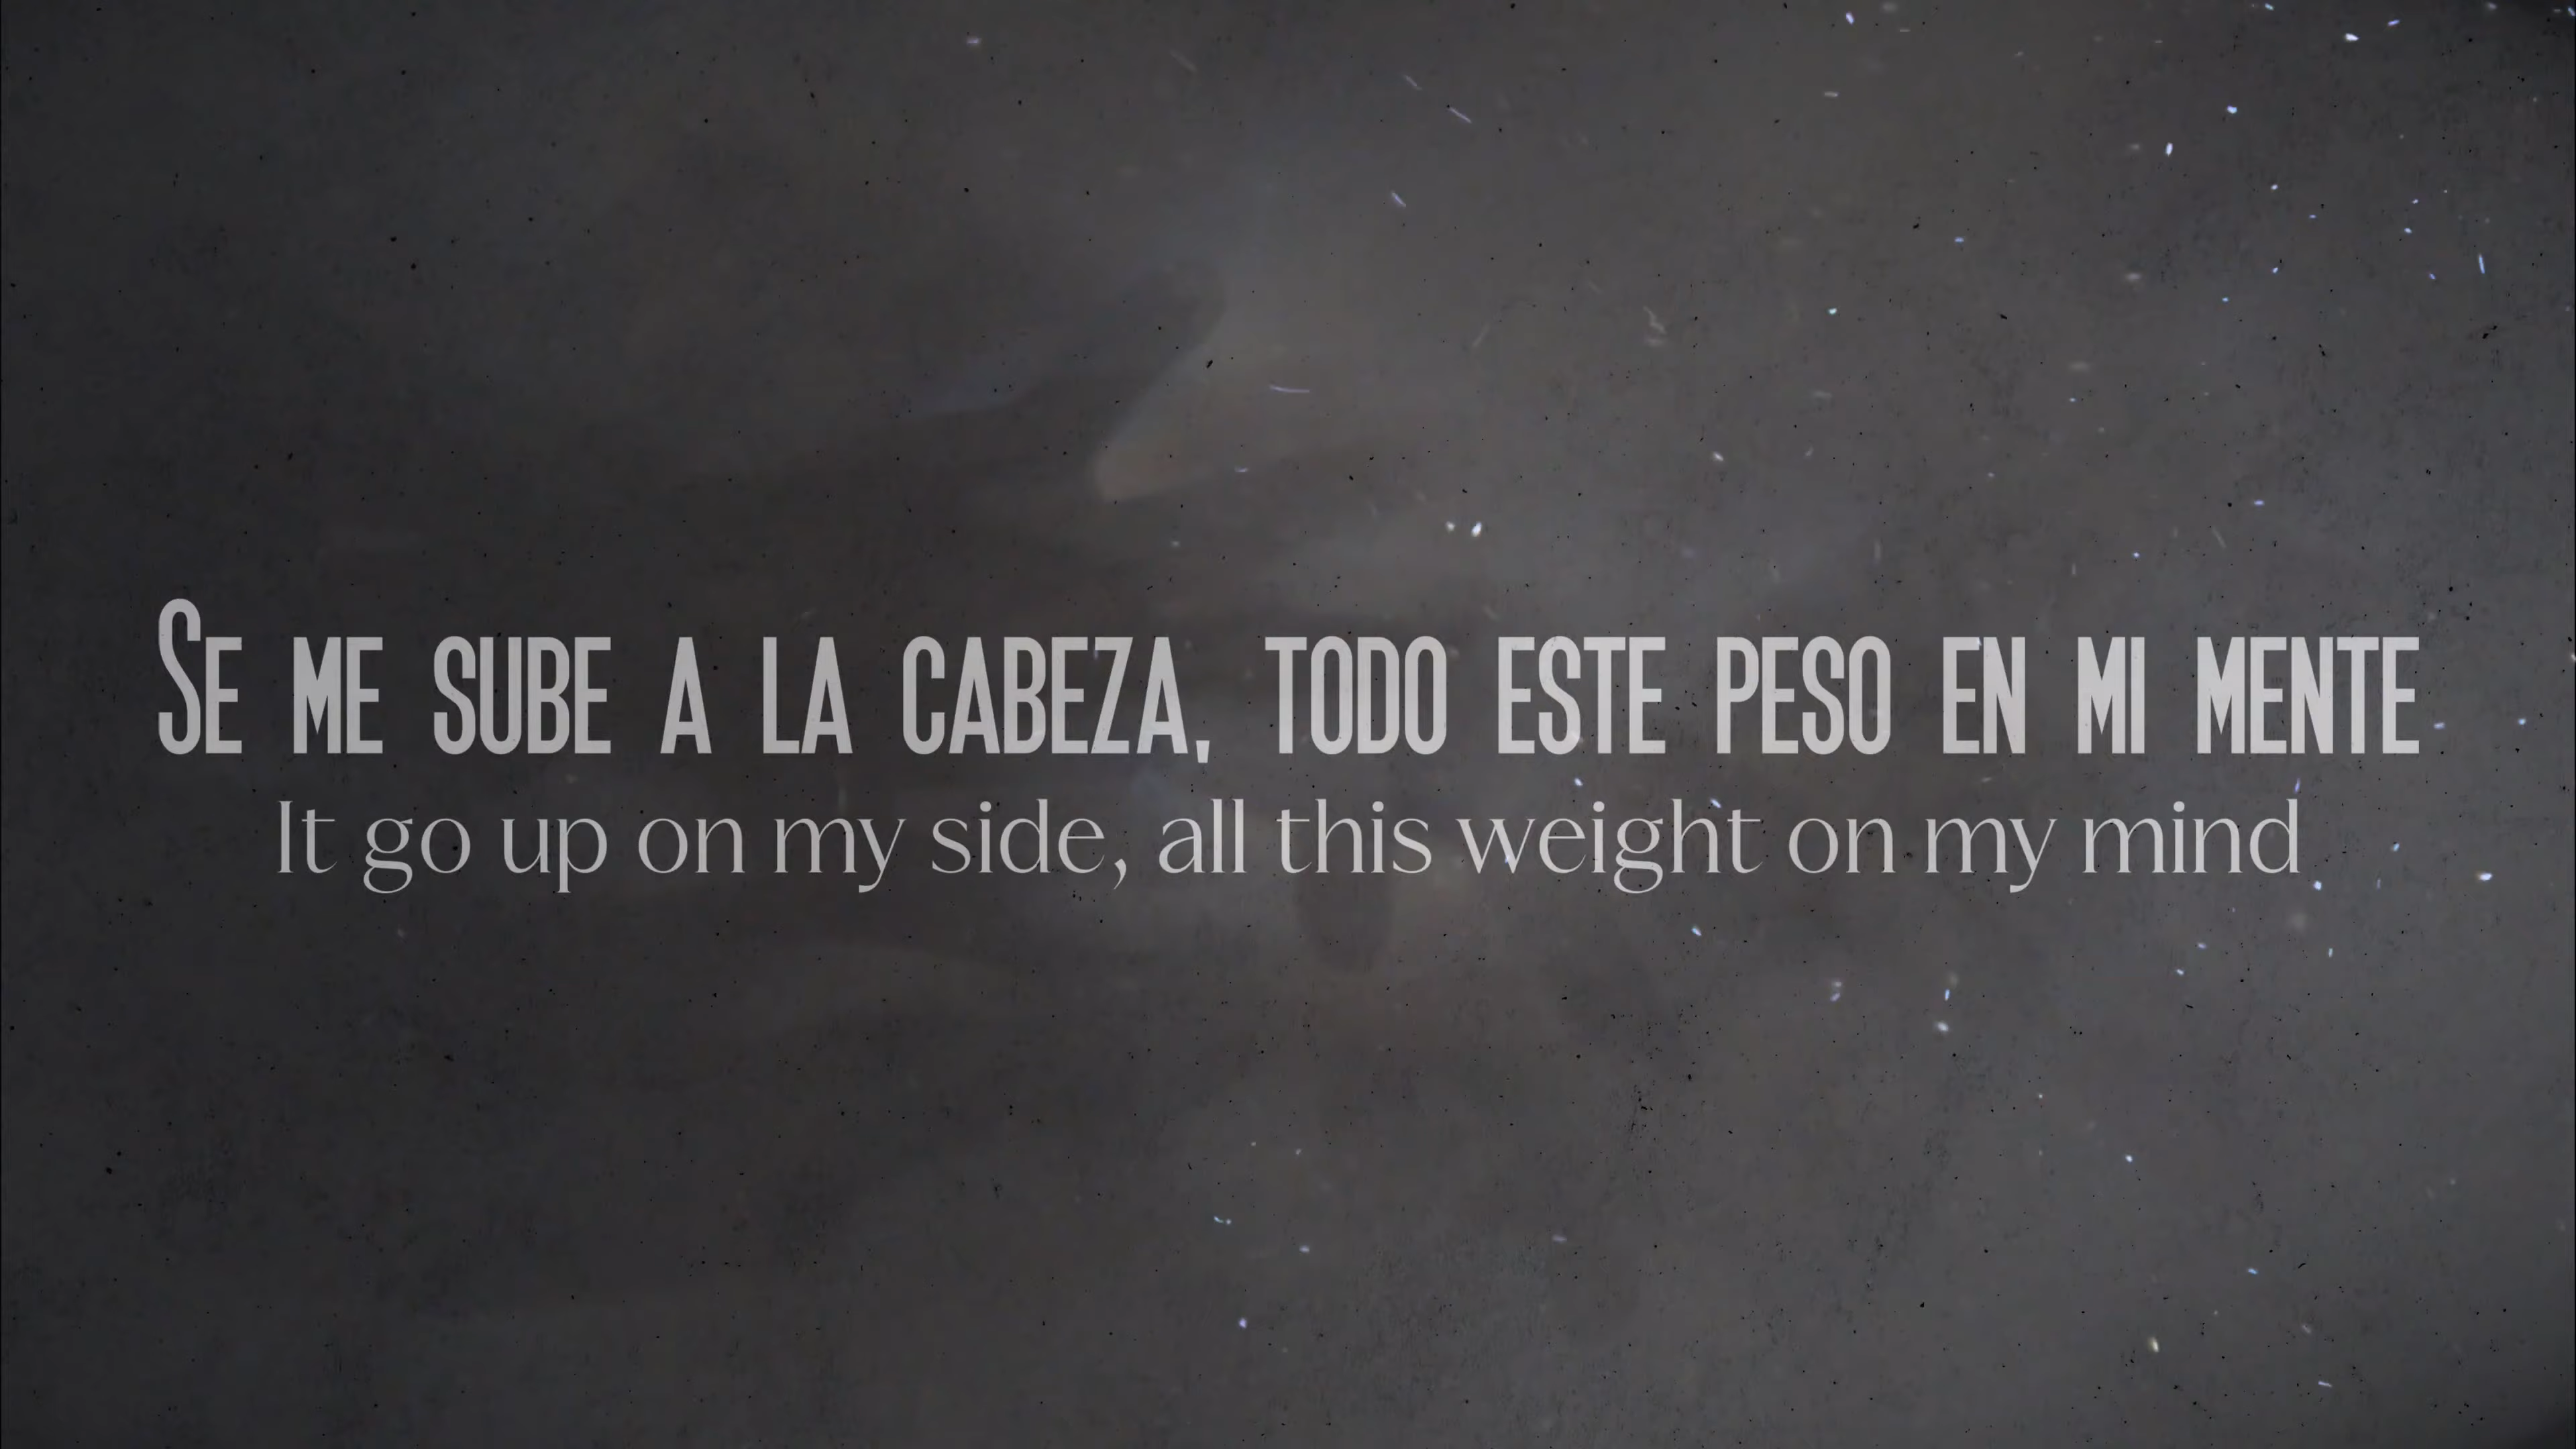 Se me sube a la cabeza, todo este peso en mi mente
It go up on my side, all this weight on my mind